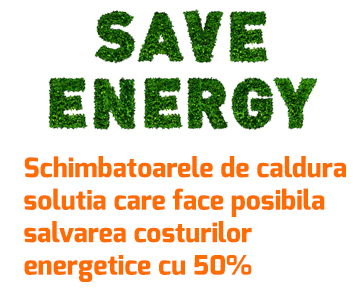 SAVE
ENERGY
Schimbatoarele de caldura
solutia care face posibila
salvarea costurilor
energetice cu 50%